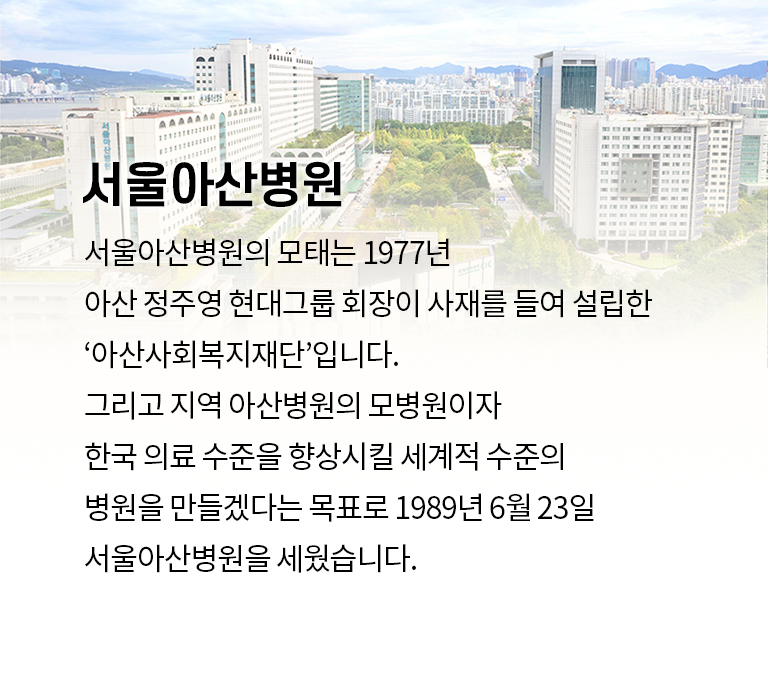 서울아산병원
서울아산병원
서울아산병원의 모태는 1977년
아산 정주영 현대그룹 회장이 사재를 들여 설립한
‘아산사회복지재단’입니다.
그리고 지역 아산병원의 모병원이자
한국 의료 수준을 향상시킬 세계적 수준의
병원을 만들겠다는 목표로 1989년 6월 23일
서울아산병원을 세웠습니다.